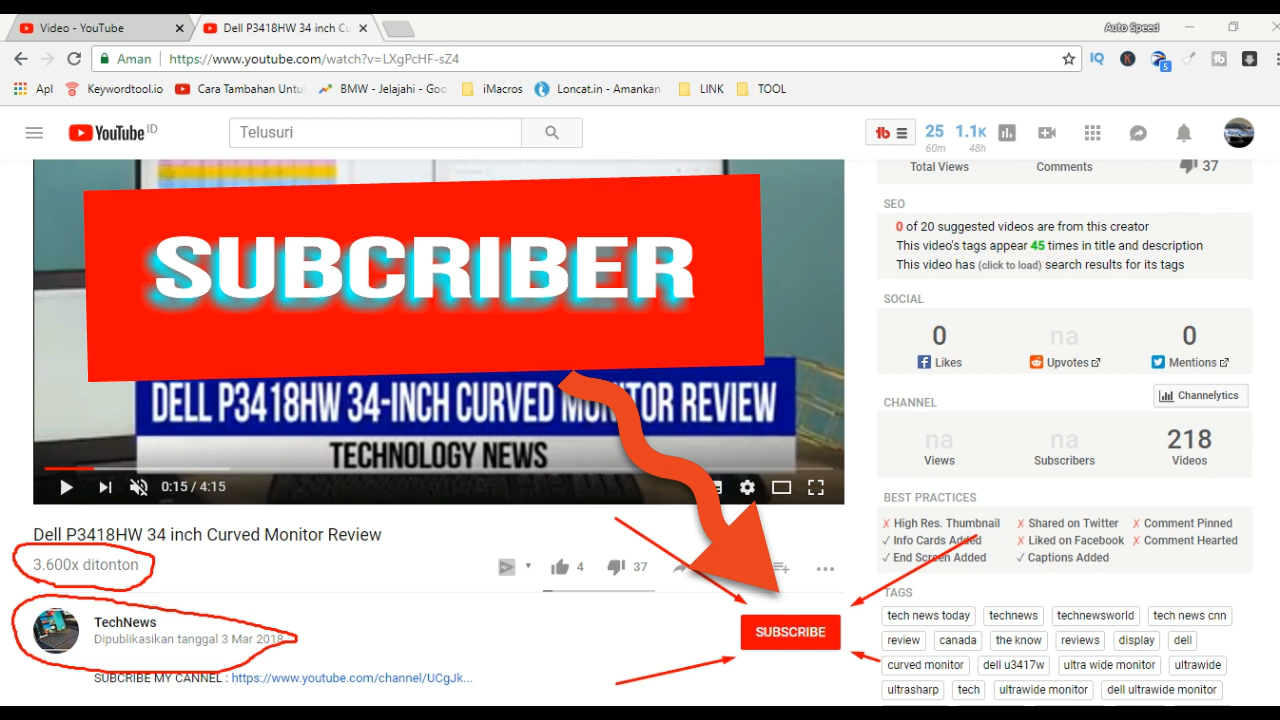 Video - YouTube
Dell P3418HW 34 inch Cu
Auto Speed
Aman
https://www.youtube.com/watch?v=LXgPcHF-sZ4
IQ
K
5
tb
Apl
Keywordtool.io
Cara Tambahan Untu
BMW - Jelajahi - Goo
iMacros
Loncat.in - Amankan
LINK
TOOL
YouTube ID
Telusuri
tb
25
60m
1.1K
48h
Total Views
Comments
37
SUBCRIBER
DELL P3418HW 34-INCH CURVED MONITOR REVIEW
TECHNOLOGY NEWS
0:15 / 4:15
Dell P3418HW 34 inch Curved Monitor Review
3.600x ditonton
4
37
TechNews
Dipublikasikan tanggal 3 Mar 2018
SUBSCRIBE
SUBCRIBE MY CANNEL : https://www.youtube.com/channel/UCgJk...
SEO
0 of 20 suggested videos are from this creator
This video's tags appear 45 times in title and description
This video has (click to load) search results for its tags
SOCIAL
0
na
0
Likes
Upvotes
Mentions
CHANNEL
Channelytics
na
na
218
Views
Subscribers
Videos
BEST PRACTICES
✗ High Res. Thumbnail ✗ Shared on Twitter ✗ Comment Pinned
✓ Info Cards Added ✗ Liked on Facebook ✗ Comment Hearted
✓ End Screen Added ✓ Captions Added
TAGS
tech news today technews technewsworld tech news cnn
review canada the know reviews display dell
curved monitor dell u3417w ultra wide monitor ultrawide
ultrasharp tech ultrawide monitor dell ultrawide monitor